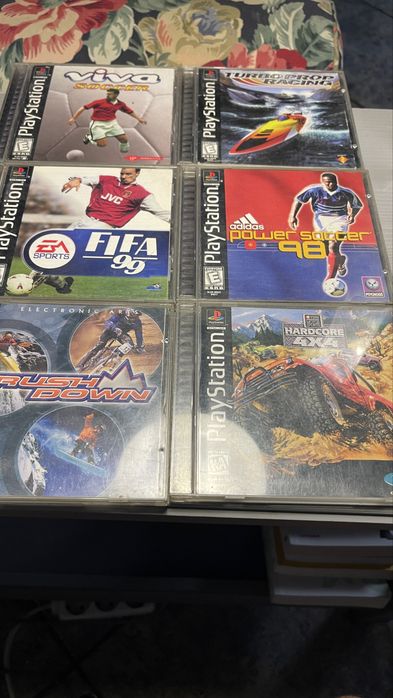 PlayStation
viva
SOCCER
PlayStation
TURBO PROP
RACING
PlayStation
JVC
EA
SPORTS
FIFA
99
PlayStation
adidas
power soccer
98
PSYGNOSIS
ELECTRONIC ARTS
RUSH
DOWN
PlayStation
HARDCORE
4X4